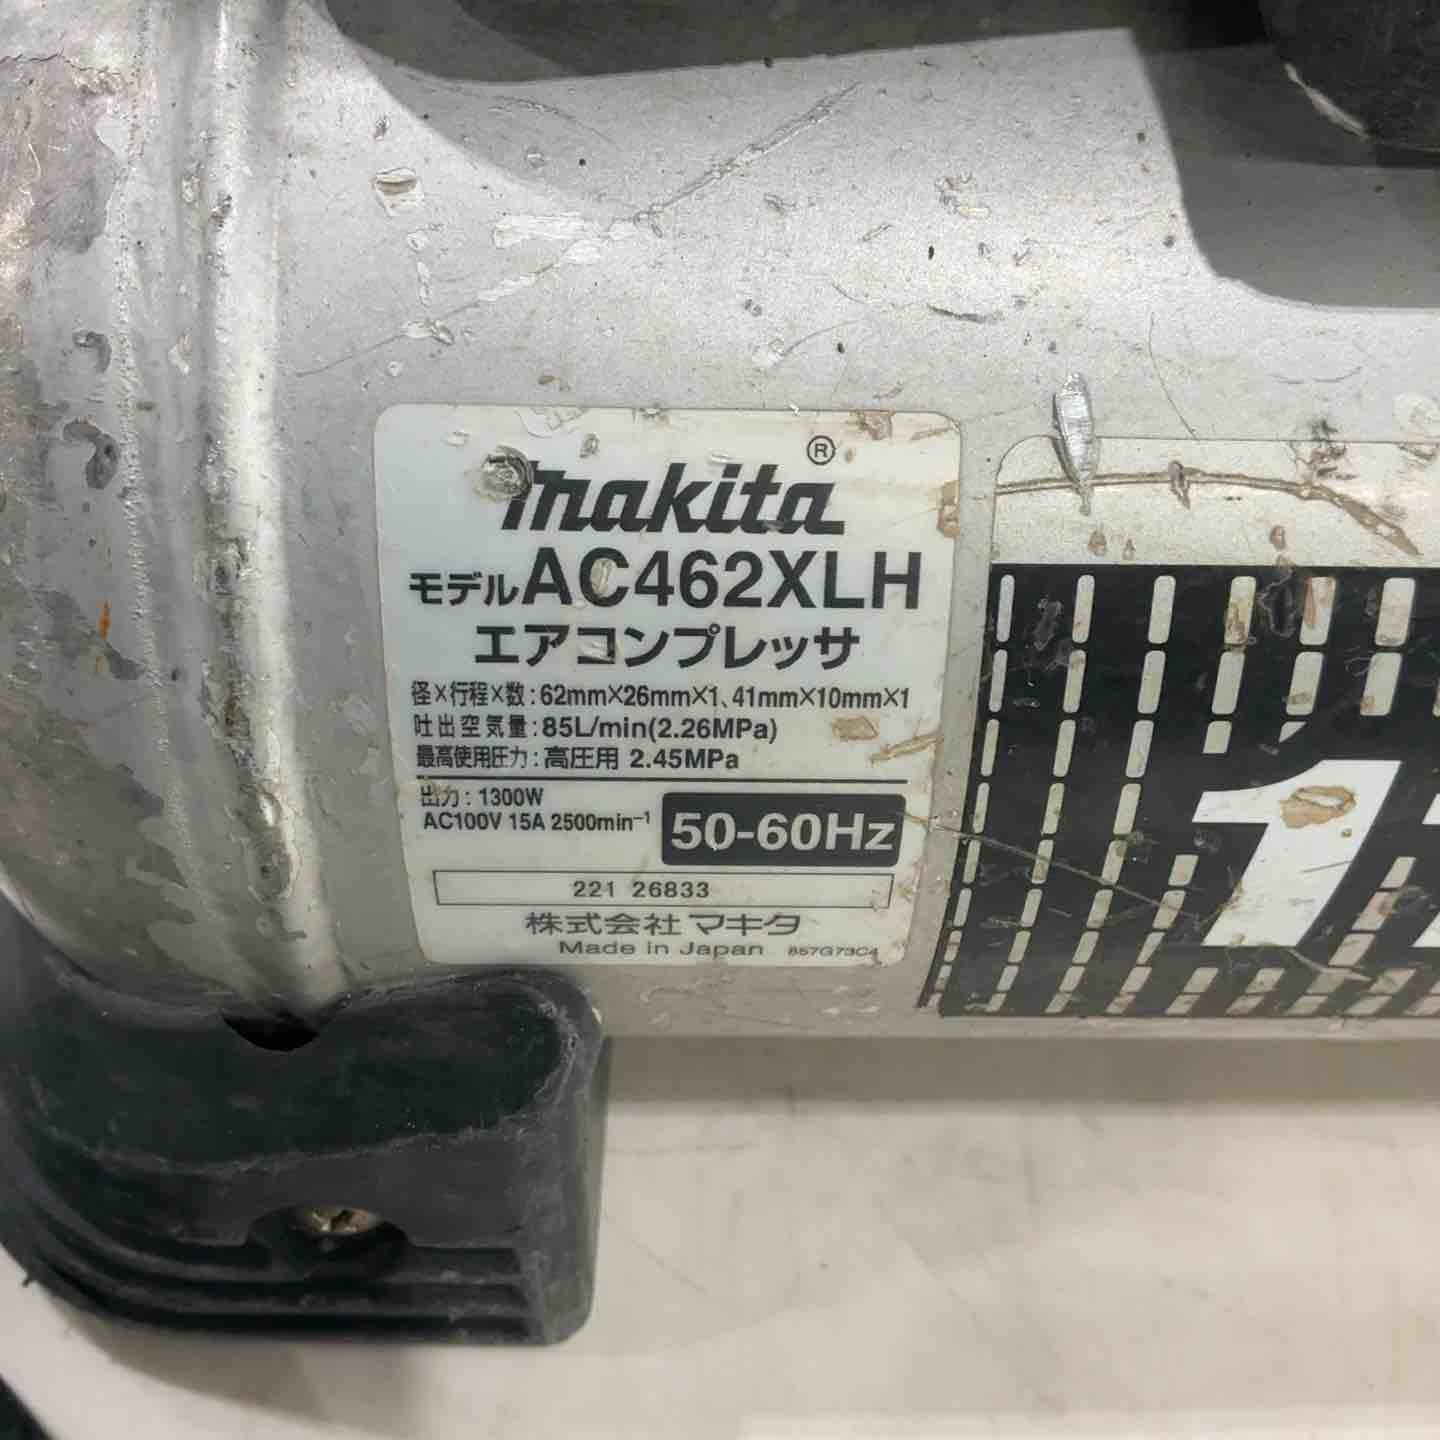 makita®
モデルAC462XLH
エアコンプレッサ
径×行程×数:62mm×26mm×1、41mm×10mm×1
吐出空気量:85L/min(2.26MPa)
最高使用圧力:高圧用 2.45MPa
出力:1300W
AC100V 15A 2500min⁻¹
50-60Hz
221 26833
株式会社マキタ
Made in Japan 857G73C4
1